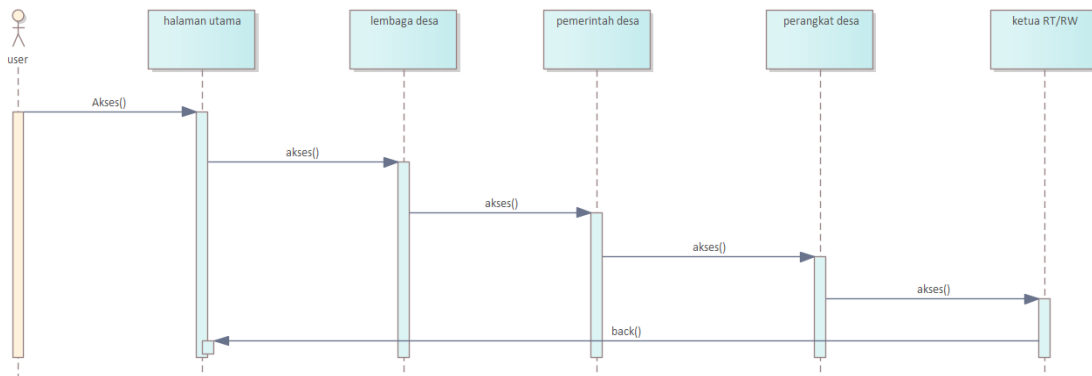 halaman utama
lembaga desa
pemerintah desa
perangkat desa
ketua RT/RW
user
Akses()
akses()
akses()
akses()
akses()
back()